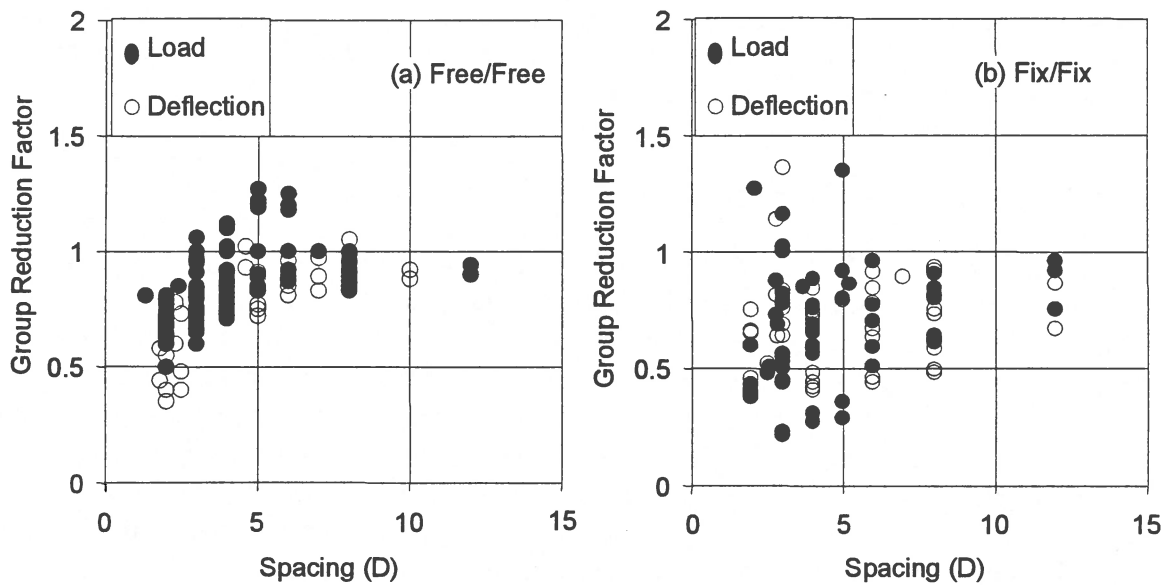 2
Load
(a) Free/Free
Deflection
1.5
Group Reduction Factor
1
0.5
0
0 5 10 15
Spacing (D)
2
Load
(b) Fix/Fix
Deflection
1.5
Group Reduction Factor
1
0.5
0
0 5 10 15
Spacing (D)